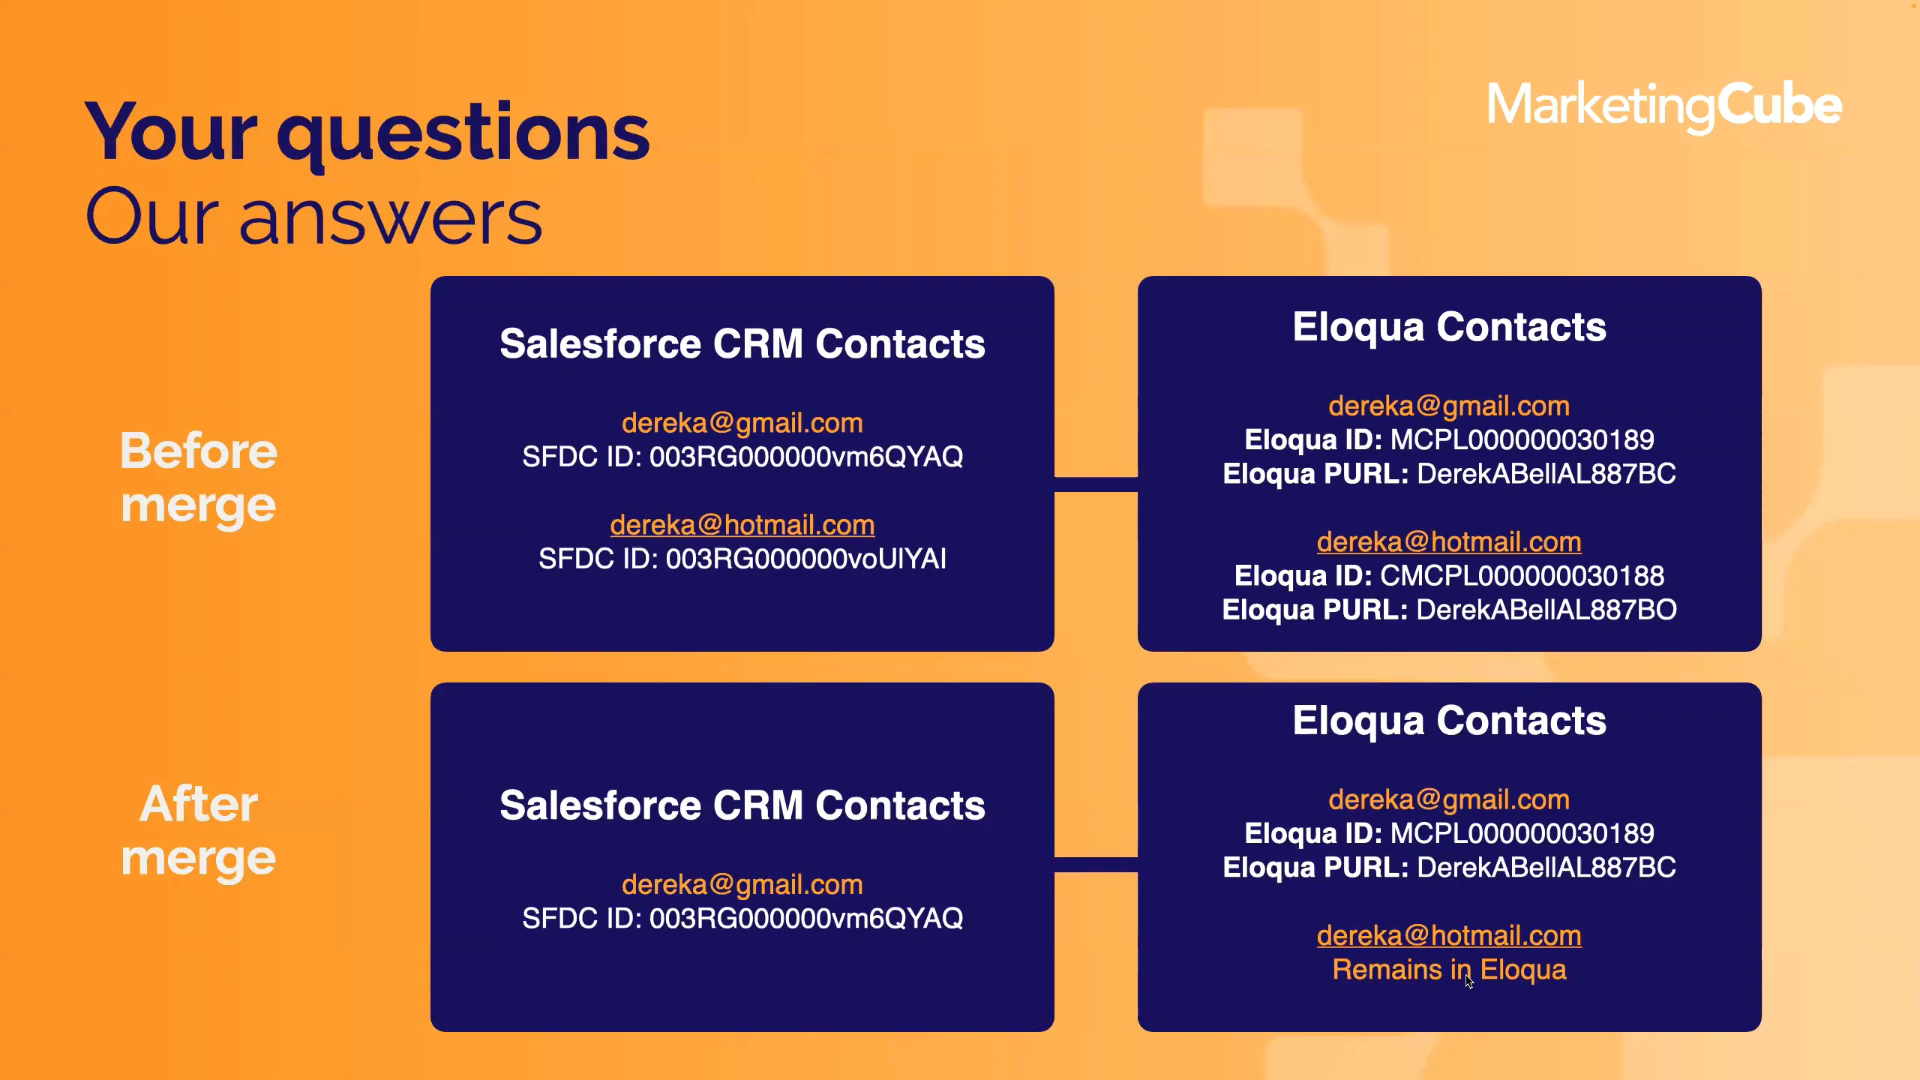 Your questions
Our answers
MarketingCube
Before
merge
Salesforce CRM Contacts
dereka@gmail.com
SFDC ID: 003RG000000vm6QYAQ
dereka@hotmail.com
SFDC ID: 003RG000000voUIYAI
Eloqua Contacts
dereka@gmail.com
Eloqua ID: MCPL000000030189
Eloqua PURL: DerekABellAL887BC
dereka@hotmail.com
Eloqua ID: CMCPL000000030188
Eloqua PURL: DerekABellAL887BO
After
merge
Salesforce CRM Contacts
dereka@gmail.com
SFDC ID: 003RG000000vm6QYAQ
Eloqua Contacts
dereka@gmail.com
Eloqua ID: MCPL000000030189
Eloqua PURL: DerekABellAL887BC
dereka@hotmail.com
Remains in Eloqua